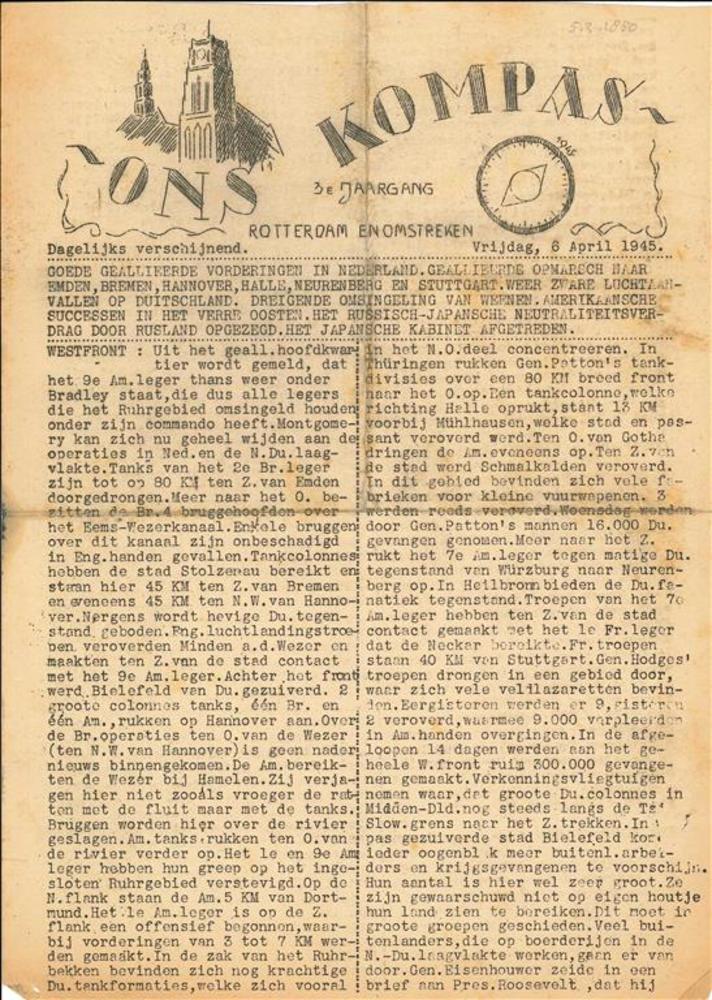 5-3-1850
ONS KOMPAS
1945
3E JAARGANG
ROTTERDAM EN OMSTREKEN
Dagelijks verschijnend. Vrijdag, 6 April 1945.
GOEDE GEALLIEERDE VORDERINGEN IN NEDERLAND.GEALLIEERDE OPMARSCH NAAR
EMDEN,BREMEN,HANNOVER,HALLE,NEURENBERG EN STUTTGART.WEER ZWARE LUCHTAAN-
VALLEN OP DUITSCHLAND. DREIGENDE OMSINGELING VAN WEENEN.AMERIKAANSCHE
SUCCESSEN IN HET VERRE OOSTEN.HET RUSSISCH-JAPANSCHE NEUTRALITEITSVER-
DRAG DOOR RUSLAND OPGEZEGD.HET JAPANSCHE KABINET AFGETREDEN.
WESTFRONT : Uit het geall.hoofdkwar-
tier wordt gemeld, dat
het 9e Am.leger thans weer onder
Bradley staat,die dus alle legers
die het Ruhrgebied omsingeld houden
onder zijn commando heeft.Montgome-
ry kan zich nu geheel wijden aan de
operaties in Ned.en de N.Du.laag-
vlakte.Tanks van het 2e Br.leger
zijn tot op 80 KM ten Z.van Emden
doorgedrongen.Meer naar het O. be-
zitten de Br.4 bruggehoofden over
het Eems-Wezerkanaal.Enkele bruggen
over dit kanaal zijn onbeschadigd
in Eng.handen gevallen.Tankcolonnes
hebben de stad Stolzenau bereikt en
staan hier 45 KM ten Z.van Bremen
en eveneens 45 KM ten N.W.van Hanno-
ver.Nergens wordt hevige Du.tegen-
stand geboden.Eng.luchtlandingstroe-
pen veroverden Minden a.d.Wezer en
maakten ten Z.van de stad contact
met het 9e Am.leger.Achter het front
werd Bielefeld van Du.gezuiverd. 2
groote colonnes tanks, één Br. en
één Am.,rukken op Hannover aan.Over
de Br.operaties ten O.van de Wezer
(ten N.W.van Hannover)is geen nader
nieuws binnengekomen.De Am.bereik-
ten de Wezer bij Hamelen.Zij verja-
gen hier niet zooals vroeger de rat-
ten met de fluit maar met de tanks.
Bruggen worden hier over de rivier
geslagen.Am.tanks rukken ten O.van
de rivier verder op.Het 1e en 9e Am
leger hebben hun greep op het inge-
sloten Ruhrgebied verstevigd.Op de
N.flank staan de Am.5 KM van Dort-
mund.Het 1e Am.leger is op de Z.
flank een offensief begonnen,waar-
bij vorderingen van 3 tot 7 KM wer-
den gemaakt.In de zak van het Ruhr-
bekken bevinden zich nog krachtige
Du.tankformaties,welke zich vooral
in het N.O.deel concentreeren. In
Thüringen rukken Gen.Patton's tank-
divisies over een 80 KM breed front
naar het O.op.Een tankcolonne,welke
richting Halle oprukt,staat 13 KM
voorbij Mühlhausen,welke stad en pas-
sant veroverd werd.Ten O.van Gotha
dringen de Am.eveneens op.Ten Z.van
de stad werd Schmalkalden veroverd.
In dit gebied bevinden zich vele fa-
brieken voor kleine vuurwapenen. 3
werden reeds veroverd.Woensdag werden
door Gen.Patton's mannen 16.000 Du.
gevangen genomen.Meer naar het Z.
rukt het 7e Am.leger tegen matige Du.
tegenstand van Würzburg naar Neuren-
berg op.In Heilbronn bieden de Du.fa-
natiek tegenstand.Troepen van het 7e
Am.leger hebben ten Z.van de stad
contact gemaakt met het 1e Fr.leger
dat de Neckar bereikte.Fr.troepen
staan 40 KM van Stuttgart.Gen.Hodges'
troepen drongen in een gebied door,
waar zich vele veldlazaretten bevin-
den.Eergisteren werden er 9,gisteren
2 veroverd,waarmee 9.000 verpleegden
in Am.handen overgingen.In de afge-
loopen 14 dagen werden aan het ge-
heele W.front ruim 300.000 gevange-
nen gemaakt.Verkenningsvliegtuigen
nemen waar,dat groote Du.colonnes in
Midden-Dld.nog steeds langs de
Slow.grens naar het Z.trekken.In
pas gezuiverde stad Bielefeld
ieder oogenblik meer buitenl.arbei-
ders en krijgsgevangenen te voorschijn.
Hun aantal is hier wel zeer groot.Ze
zijn gewaarschuwd niet op eigen houtje
hun land zien te bereiken.Dit moet in
groote groepen geschieden.Veel bui-
tenlanders,die op boerderijen in de
N.-Du.laagvlakte werken,gaan er van
door.Gen.Eisenhouwer zeide in een
brief aan Pres.Roosevelt ,dat hij